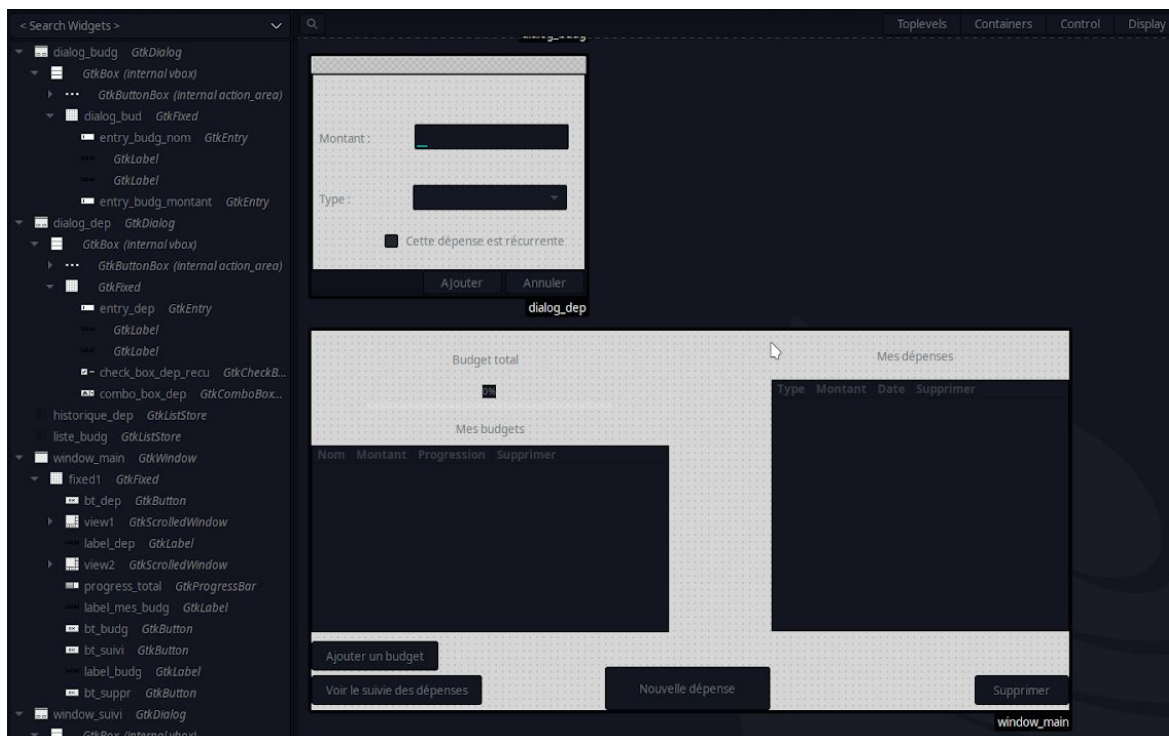 < Search Widgets >
Toplevels Containers Control Display
dialog_budg GtkDialog
GtkBox (internal vbox)
GtkButtonBox (internal action_area)
dialog_bud GtkFixed
entry_budg_nom GtkEntry
GtkLabel
GtkLabel
entry_budg_montant GtkEntry
dialog_dep GtkDialog
GtkBox (internal vbox)
GtkButtonBox (internal action_area)
GtkFixed
entry_dep GtkEntry
GtkLabel
GtkLabel
check_box_dep_recu GtkCheckB...
combo_box_dep GtkComboBox...
historique_dep GtkListStore
liste_budg GtkListStore
window_main GtkWindow
fixed1 GtkFixed
bt_dep GtkButton
view1 GtkScrolledWindow
label_dep GtkLabel
view2 GtkScrolledWindow
progress_total GtkProgressBar
label_mes_budg GtkLabel
bt_budg GtkButton
bt_suivi GtkButton
label_budg GtkLabel
bt_suppr GtkButton
window_suivi GtkDialog
GtkBox (internal vbox)
dialog_budg
Montant :
Type :
Cette dépense est récurrente
AJouter Annuler
dialog_dep
Budget total
0%
Mes budgets
Nom Montant Progression Supprimer
Mes dépenses
Type Montant Date Supprimer
Ajouter un budget
Voir le suivie des dépenses
Nouvelle dépense
Supprimer
window_main